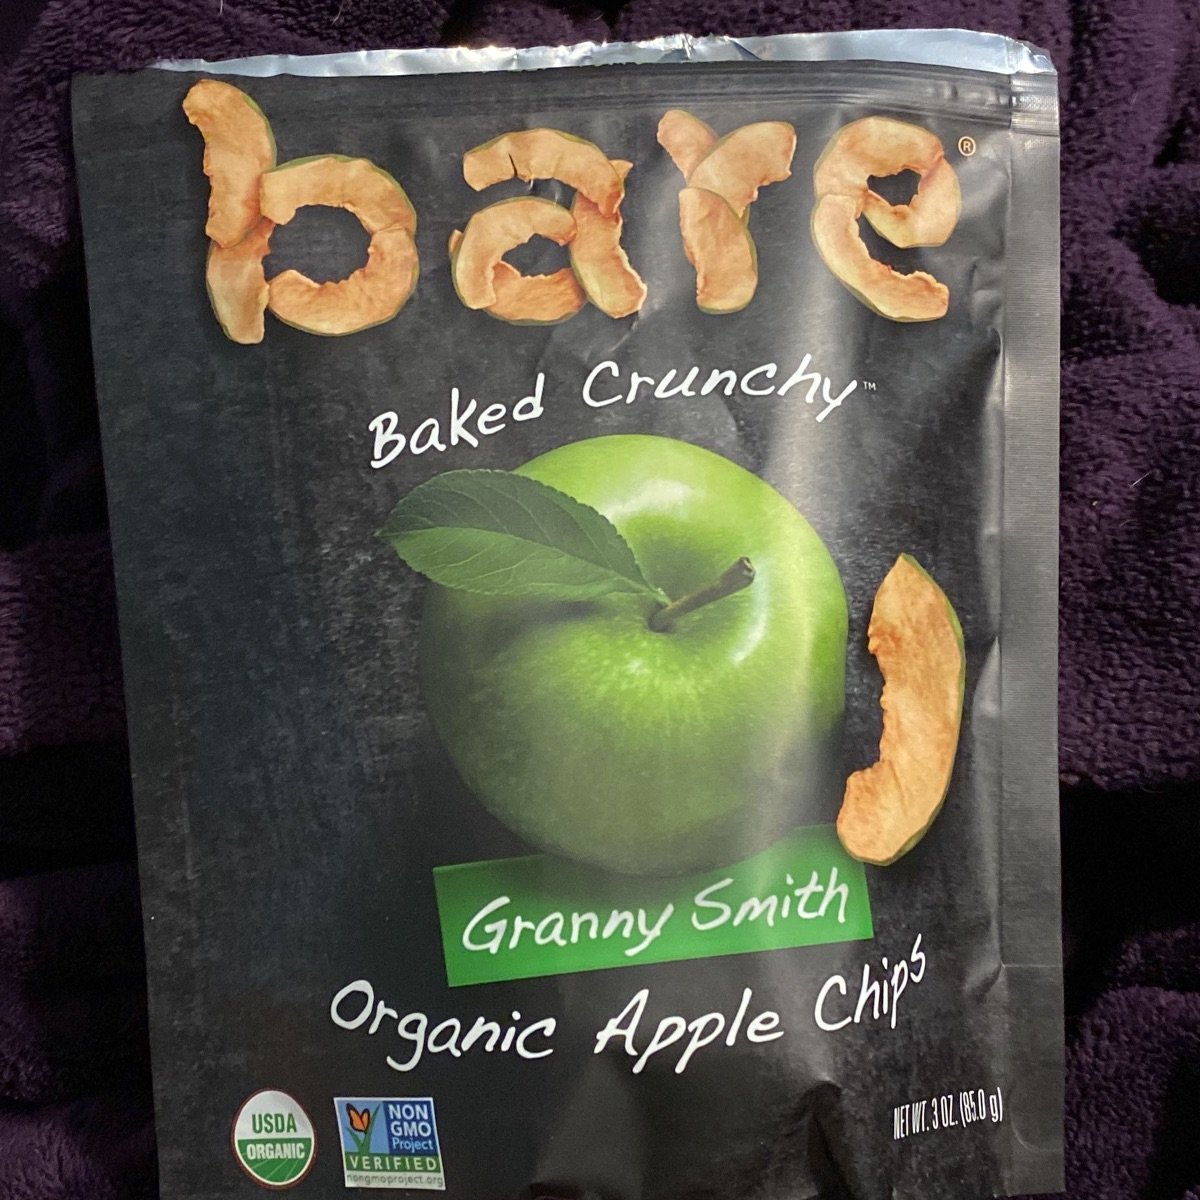 bare®
Baked Crunchy™
Granny Smith
Organic Apple Chips
USDA
ORGANIC
NON
GMO
Project
VERIFIED
nongmoproject.org
NET WT. 3 OZ. (85.0 g)